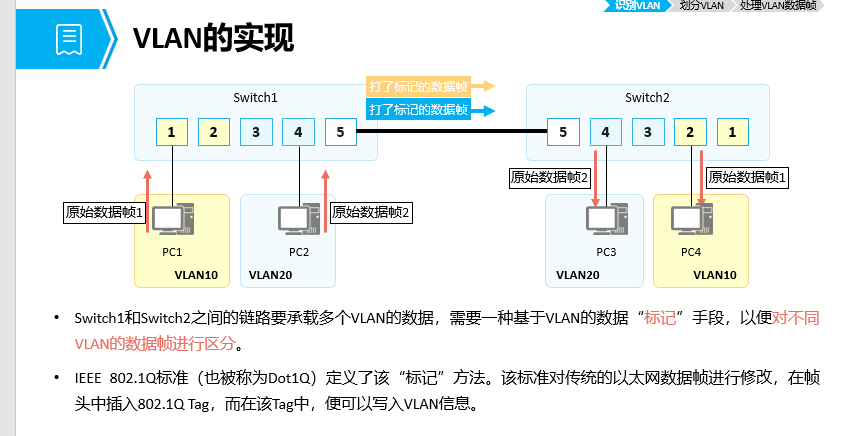 识别VLAN 划分VLAN 处理VLAN数据帧
VLAN的实现
打了标记的数据帧
Switch1
Switch2
打了标记的数据帧
1 2 3 4 5
5 4 3 2 1
原始数据帧2
原始数据帧1
原始数据帧1
原始数据帧2
PC1
PC2
PC3
PC4
VLAN10
VLAN20
VLAN20
VLAN10
• Switch1和Switch2之间的链路要承载多个VLAN的数据，需要一种基于VLAN的数据“标记”手段，以便对不同
VLAN的数据帧进行区分。
• IEEE 802.1Q标准（也被称为Dot1Q）定义了该“标记”方法。该标准对传统的以太网数据帧进行修改，在帧
头中插入802.1Q Tag，而在该Tag中，便可以写入VLAN信息。